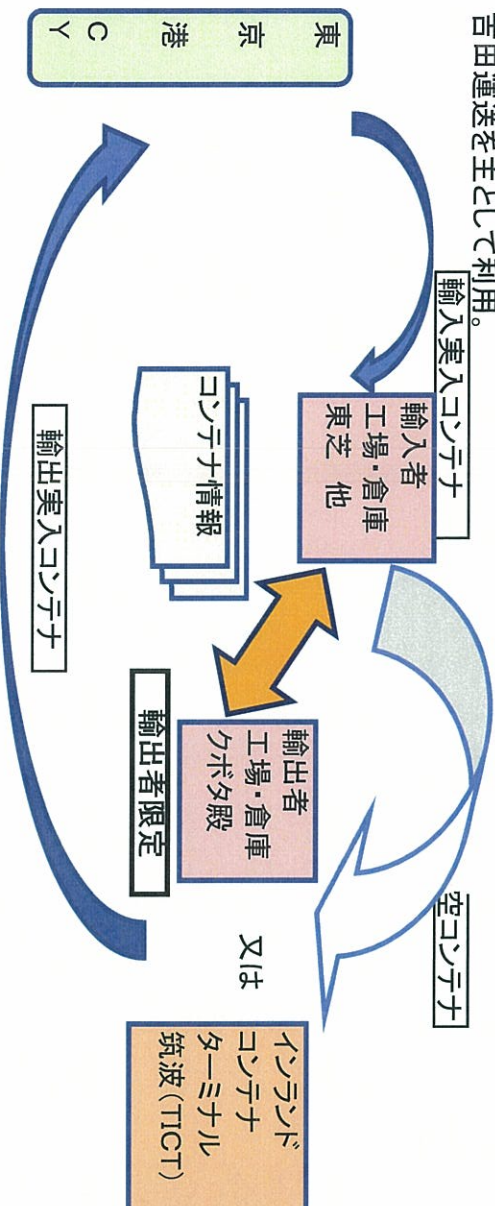 吉田運送を主として利用。
輸入実入コンテナ
空コンテナ
輸入者
工場・倉庫
東芝 他
東京港CY
コンテナ情報
輸出者
工場・倉庫
クボタ殿
輸出者限定
又は
インランド
コンテナ
ターミナル
筑波(TICT)
輸出実入コンテナ